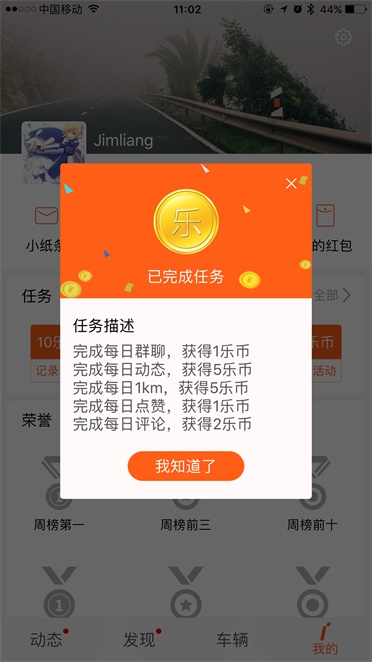 中国移动 11:02 44%
Jimliang
乐
已完成任务
小纸条
的红包
任务
全部
任务描述
完成每日群聊，获得1乐币
完成每日动态，获得5乐币
完成每日1km，获得5乐币
完成每日点赞，获得1乐币
完成每日评论，获得2乐币
10乐
乐币
记录
活动
荣誉
我知道了
周榜第一
周榜前三
周榜前十
1
动态
发现
车辆
我的